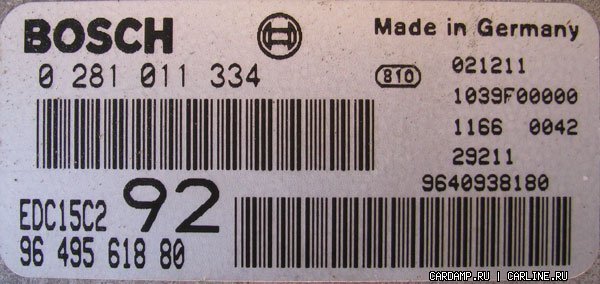 BOSCH
Made in Germany
0 281 011 334
810
021211
1039F00000
1166 0042
29211
9640938180
EDC15C2
92
96 495 618 80
CARDAMP.RU | CARLINE.RU